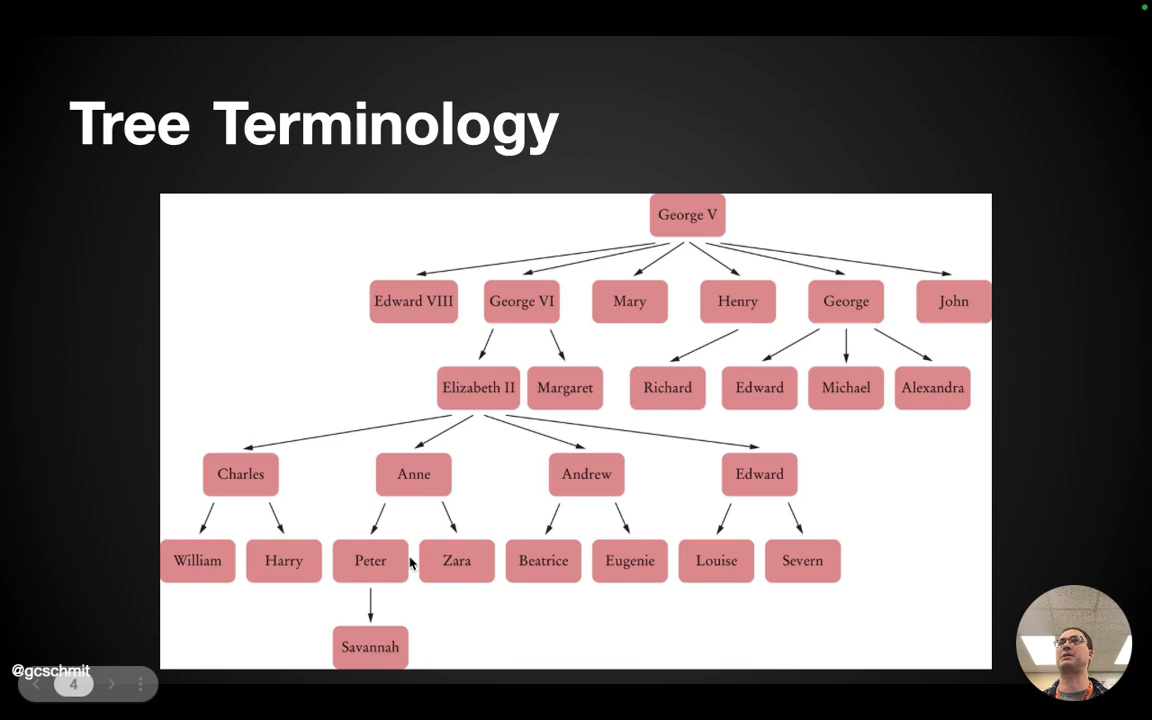 Tree Terminology
George V
Edward VIII George VI Mary Henry George John
Elizabeth II Margaret Richard Edward Michael Alexandra
Charles Anne Andrew Edward
William Harry Peter Zara Beatrice Eugenie Louise Severn
Savannah
@gcschmit
4